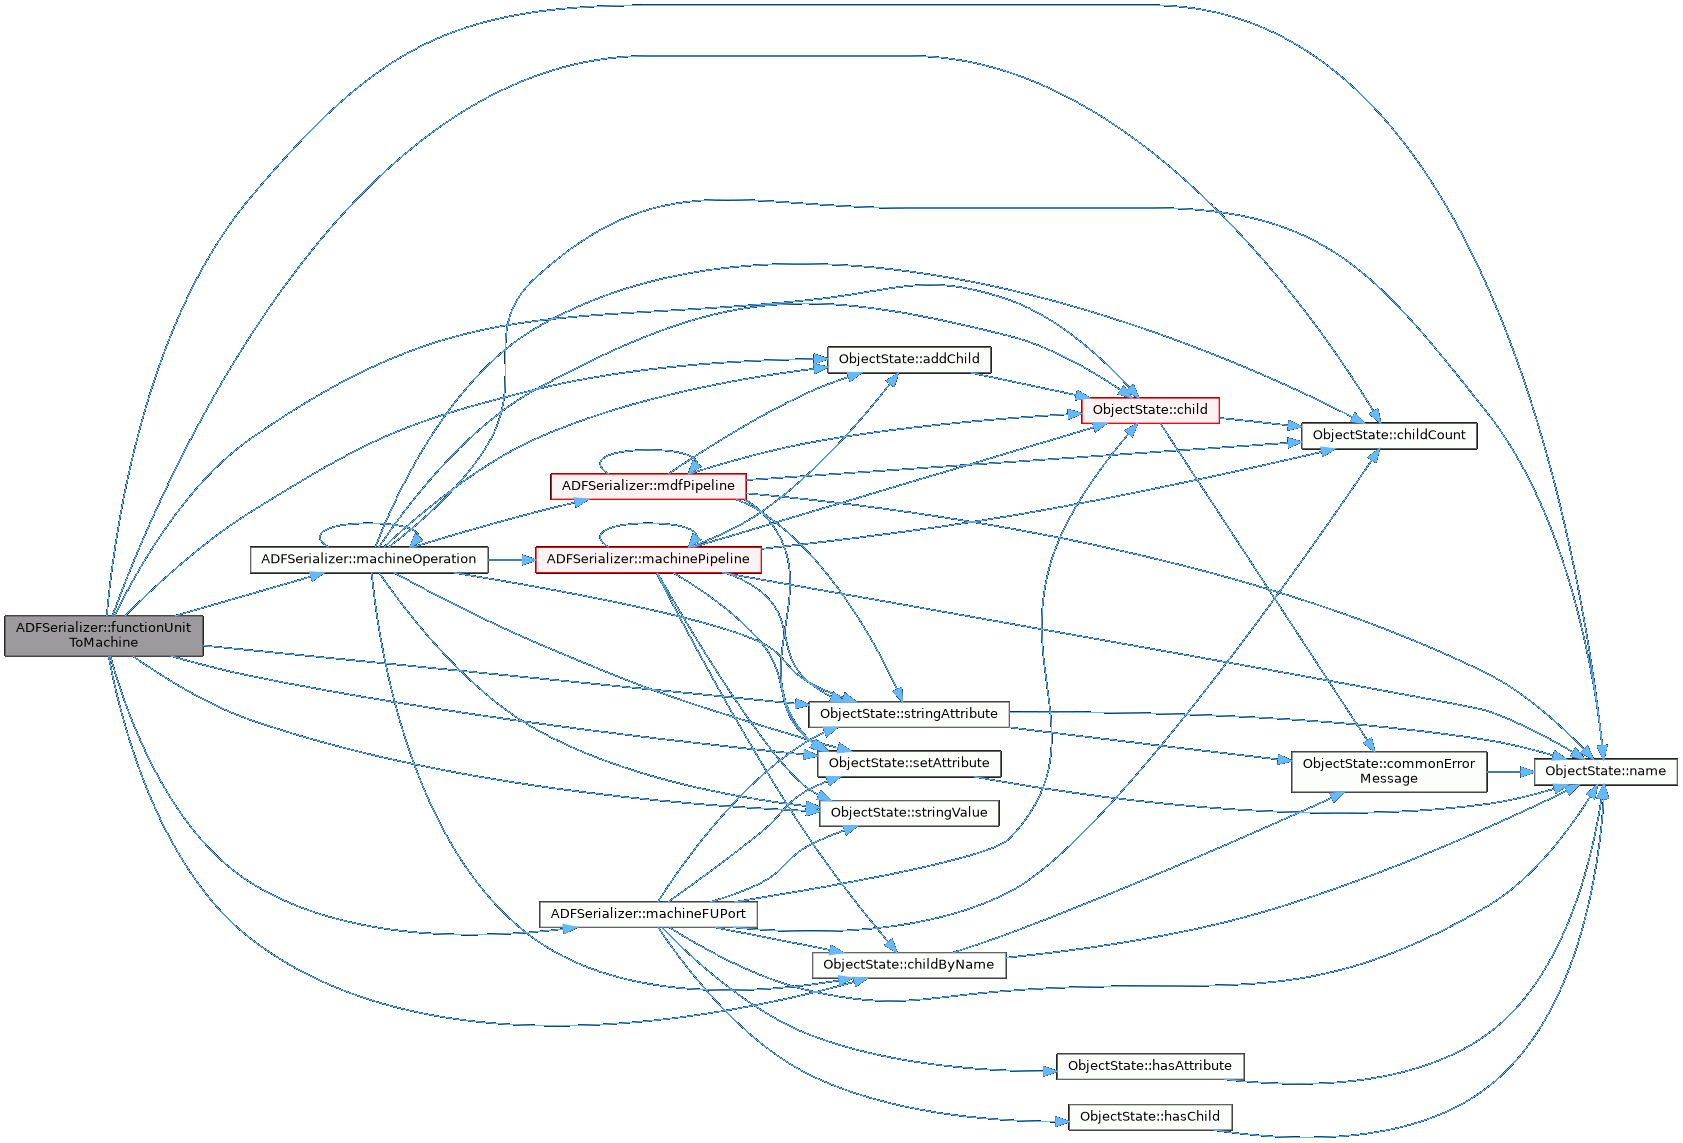 ObjectState::addChild
ObjectState::child
ObjectState::childCount
ADFSerializer::mdfPipeline
ADFSerializer::machineOperation
ADFSerializer::machinePipeline
ADFSerializer::functionUnit
ToMachine
ObjectState::stringAttribute
ObjectState::setAttribute
ObjectState::commonError
Message
ObjectState::name
ObjectState::stringValue
ADFSerializer::machineFUPort
ObjectState::childByName
ObjectState::hasAttribute
ObjectState::hasChild